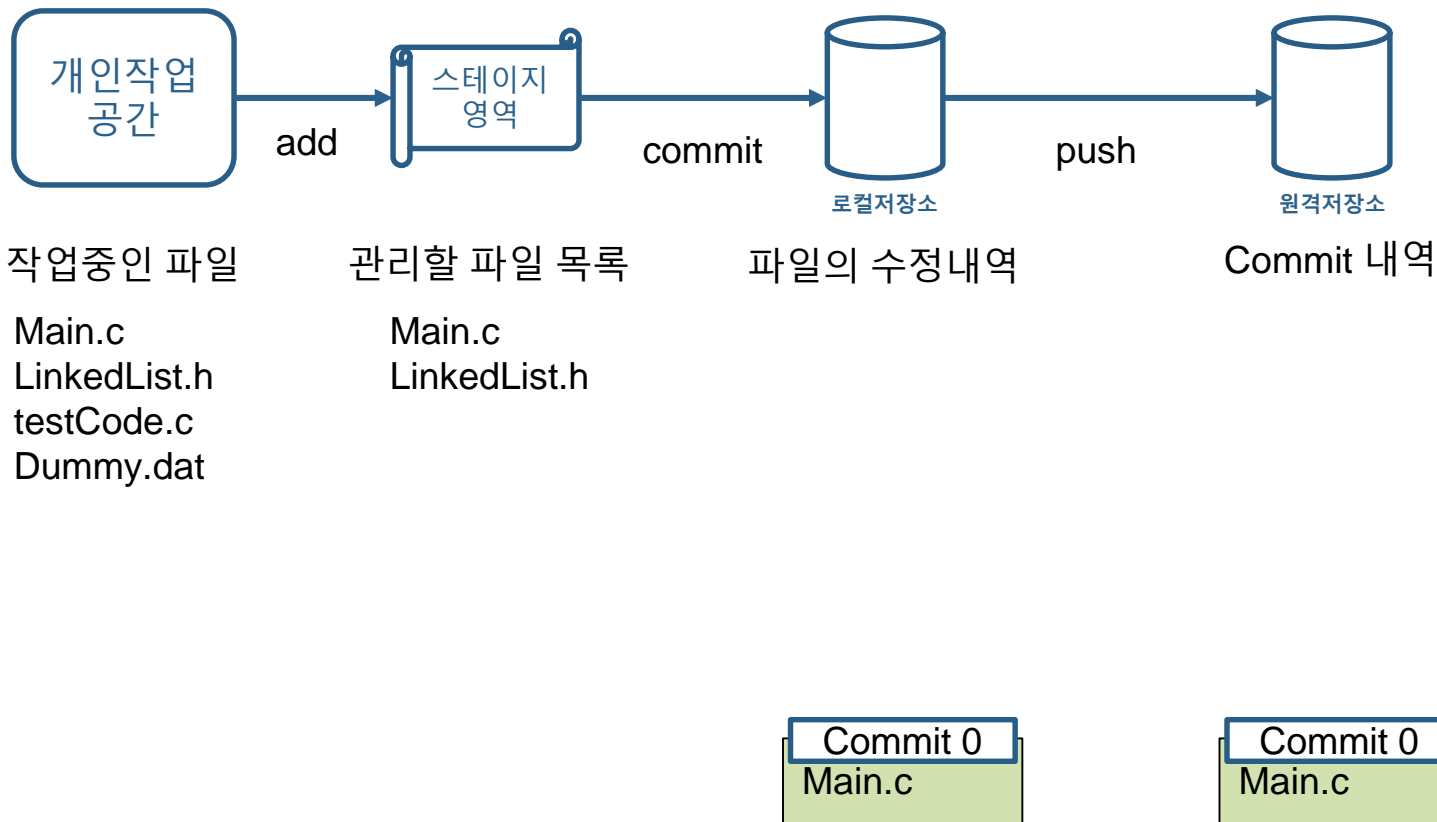 개인작업
공간
add
스테이지
영역
commit
로컬저장소
push
원격저장소
작업중인 파일
Main.c
LinkedList.h
testCode.c
Dummy.dat
관리할 파일 목록
Main.c
LinkedList.h
파일의 수정내역
Commit 내역
Commit 0
Main.c
Commit 0
Main.c